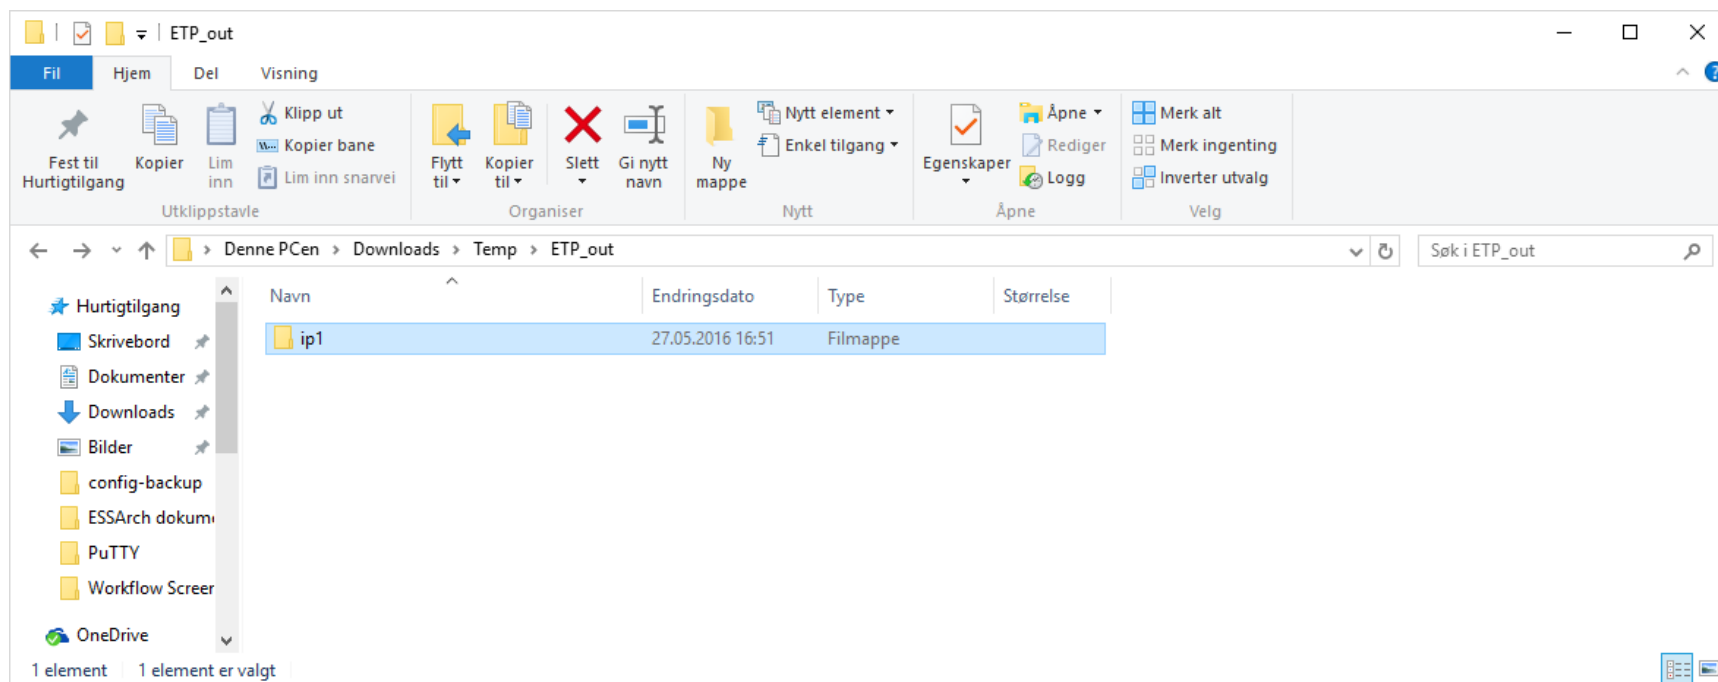 ETP_out
Fil Hjem Del Visning
Fest til Hurtigtilgang
Kopier
Lim inn
Klipp ut
Kopier bane
Lim inn snarvei
Utklippstavle
Flytt til
Kopier til
Slett
Gi nytt navn
Organiser
Ny mappe
Nytt element
Enkel tilgang
Nytt
Egenskaper
Åpne
Rediger
Logg
Åpne
Merk alt
Merk ingenting
Inverter utvalg
Velg
Denne PCen > Downloads > Temp > ETP_out
Søk i ETP_out
Hurtigtilgang
Skrivebord
Dokumenter
Downloads
Bilder
config-backup
ESSArch dokum
PuTTY
Workflow Screer
OneDrive
Navn Endringsdato Type Størrelse
ip1 27.05.2016 16:51 Filmappe
1 element 1 element er valgt